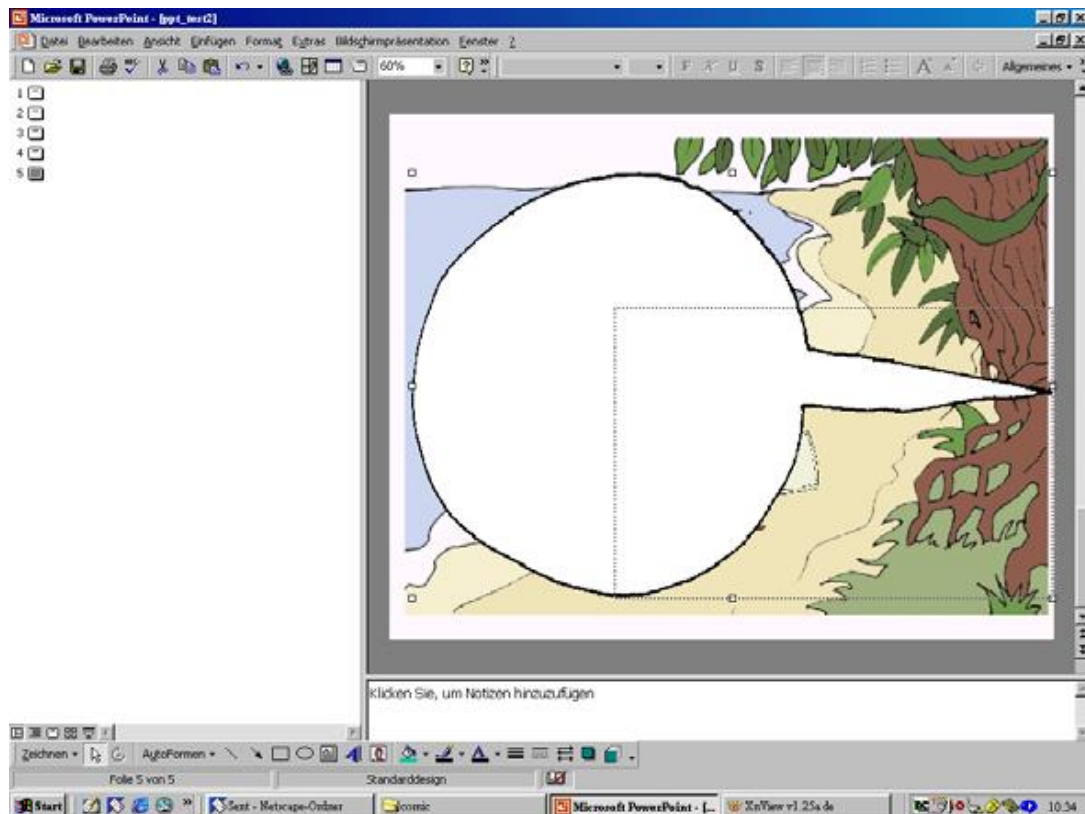 Microsoft PowerPoint - [ppt_test2]
Datei Bearbeiten Ansicht Einfügen Format Extras Bildschirmpräsentation Fenster ?
60% F K U S Allgemeines
1
2
3
4
5
Klicken Sie, um Notizen hinzuzufügen
Zeichnen AutoFormen
Folie 5 von 5 Standarddesign
Start Sent - Netscape-Ordner comic Microsoft PowerPoint - [... XnView v1.25a de 10:34